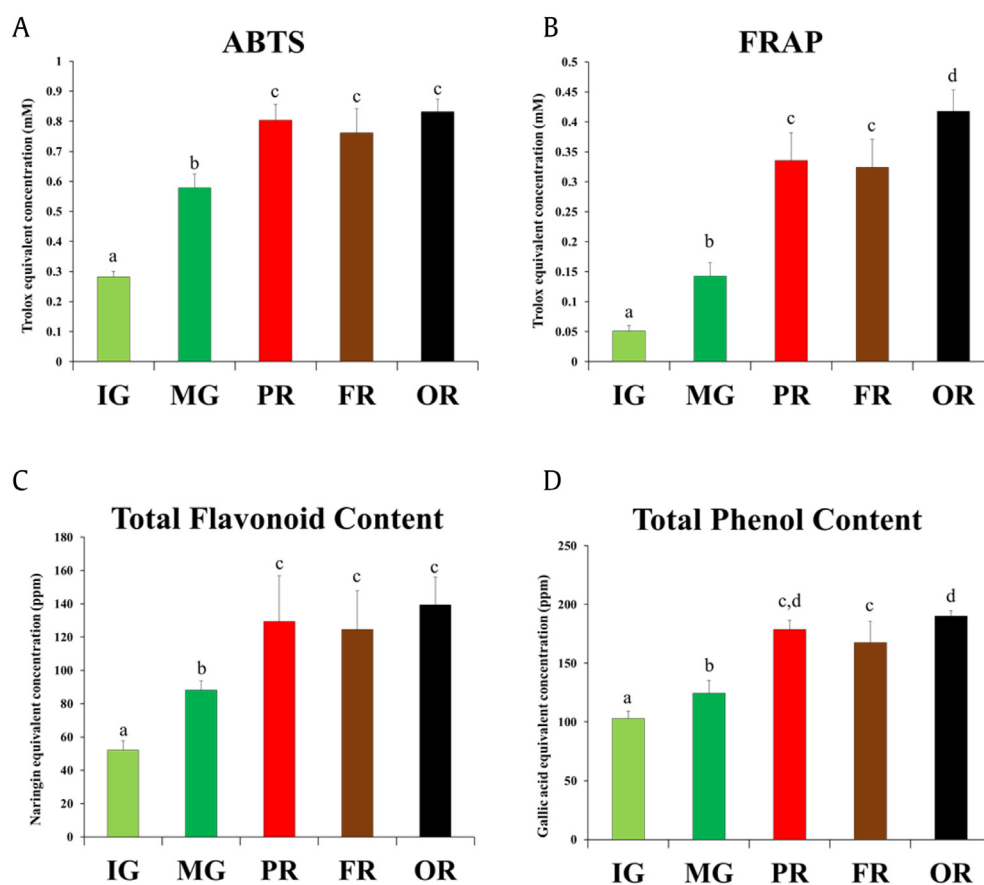 A
ABTS
Trolox equivalent concentration (mM)
1
0.9
0.8
0.7
0.6
0.5
0.4
0.3
0.2
0.1
0
a
b
c
c
c
IG MG PR FR OR
B
FRAP
Trolox equivalent concentration (mM)
0.5
0.45
0.4
0.35
0.3
0.25
0.2
0.15
0.1
0.05
0
a
b
c
c
d
IG MG PR FR OR
C
Total Flavonoid Content
Naringin equivalent concentration (ppm)
180
160
140
120
100
80
60
40
20
0
a
b
c
c
c
IG MG PR FR OR
D
Total Phenol Content
Gallic acid equivalent concentration (ppm)
250
200
150
100
50
0
a
b
c,d
c
d
IG MG PR FR OR